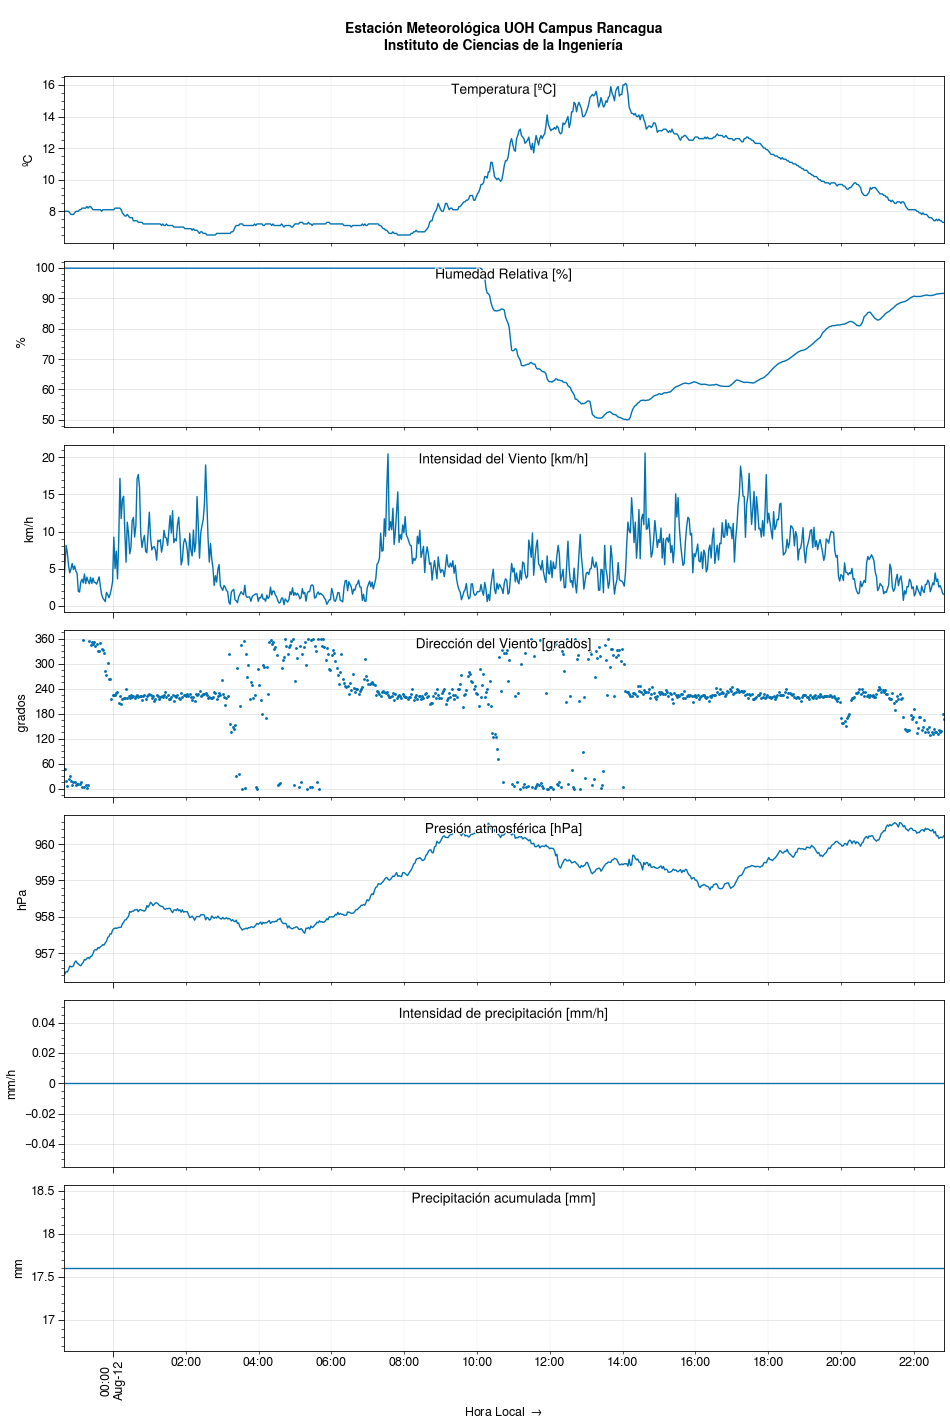 Estación Meteorológica UOH Campus Rancagua
Instituto de Ciencias de la Ingeniería
Temperatura [ºC]
ºC
16
14
12
10
8
Humedad Relativa [%]
%
100
90
80
70
60
50
Intensidad del Viento [km/h]
km/h
20
15
10
5
0
Dirección del Viento [grados]
grados
360
300
240
180
120
60
0
Presión atmosférica [hPa]
hPa
960
959
958
957
Intensidad de precipitación [mm/h]
mm/h
0.04
0.02
0
−0.02
−0.04
Precipitación acumulada [mm]
mm
18.5
18
17.5
17
00:00 02:00 04:00 06:00 08:00 10:00 12:00 14:00 16:00 18:00 20:00 22:00
Aug-12
Hora Local →